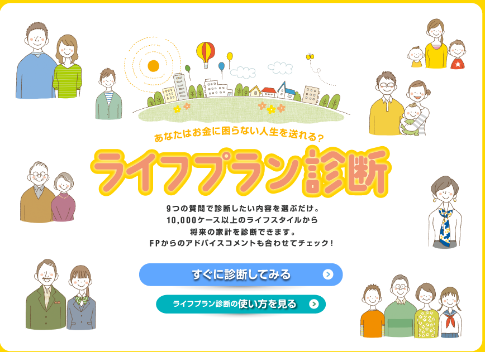 あなたはお金に困らない人生を送れる?
ライフプラン診断
9つの質問で診断したい内容を選ぶだけ。
10,000ケース以上のライフスタイルから
将来の家計を診断できます。
FPからのアドバイスコメントも合わせてチェック!
すぐに診断してみる
ライフプラン診断の使い方を見る